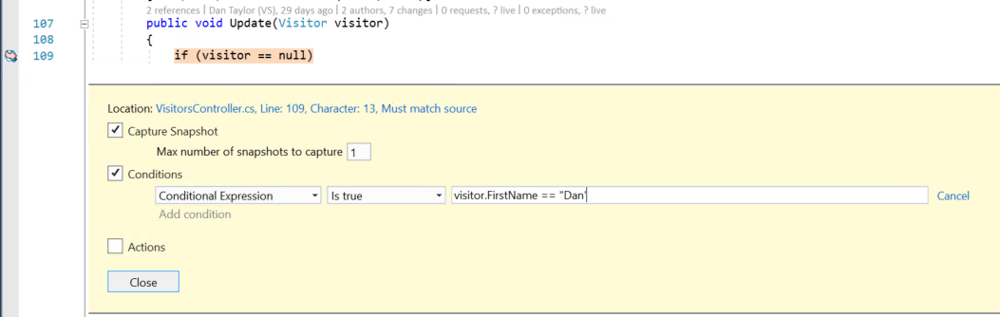 2 references | Dan Taylor (VS), 29 days ago | 2 authors, 7 changes | 0 requests, ? live | 0 exceptions, ? live
107 public void Update(Visitor visitor)
108 {
109 if (visitor == null)
Location: VisitorsController.cs, Line: 109, Character: 13, Must match source
Capture Snapshot
Max number of snapshots to capture 1
Conditions
Conditional Expression Is true visitor.FirstName == "Dan' Cancel
Add condition
Actions
Close